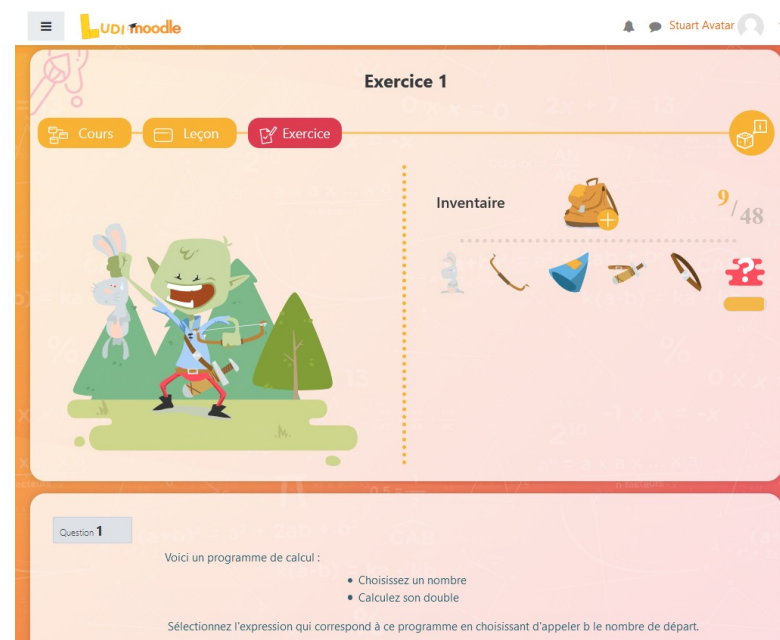 LUDI moodle
Stuart Avatar
Exercice 1
Cours
Leçon
Exercice
Inventaire
9/48
Question 1
Voici un programme de calcul :
• Choisissez un nombre
• Calculez son double
Sélectionnez l'expression qui correspond à ce programme en choisissant d'appeler b le nombre de départ.